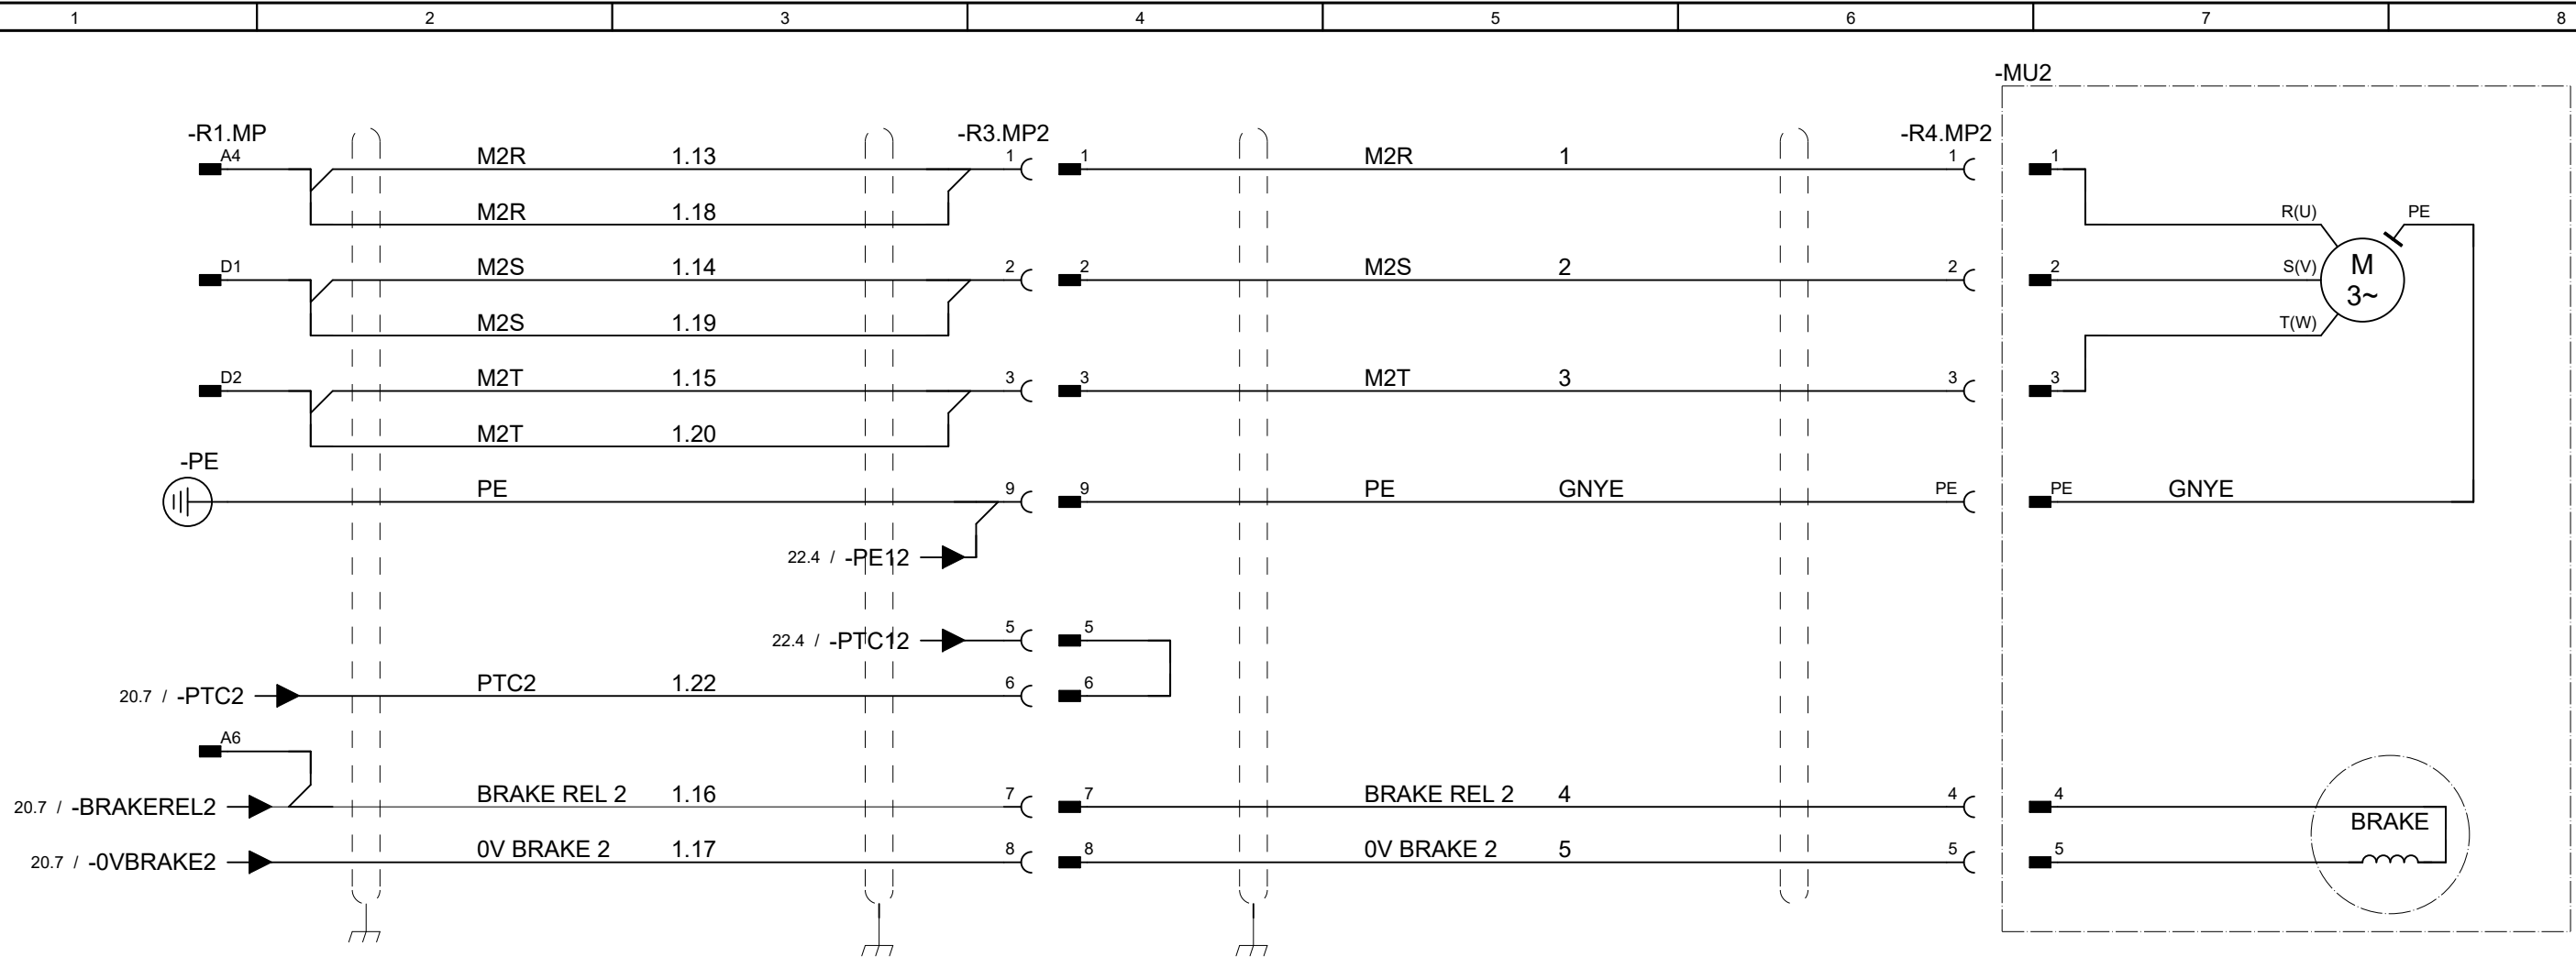 1 2 3 4 5 6 7 8
-MU2
-R1.MP -R3.MP2 -R4.MP2
A4 M2R 1.13 1 1 M2R 1 1 1
M2R 1.18 R(U) PE
D1 M2S 1.14 2 2 M2S 2 2 2 S(V) M
3~
M2S 1.19 T(W)
D2 M2T 1.15 3 3 M2T 3 3 3
M2T 1.20
-PE
PE 9 9 PE GNYE PE PE GNYE
22.4 / -PE12
22.4 / -PTC12 5 5
20.7 / -PTC2 PTC2 1.22 6 6
A6
20.7 / -BRAKEREL2 BRAKE REL 2 1.16 7 7 BRAKE REL 2 4 4 4
BRAKE
20.7 / -0VBRAKE2 0V BRAKE 2 1.17 8 8 0V BRAKE 2 5 5 5